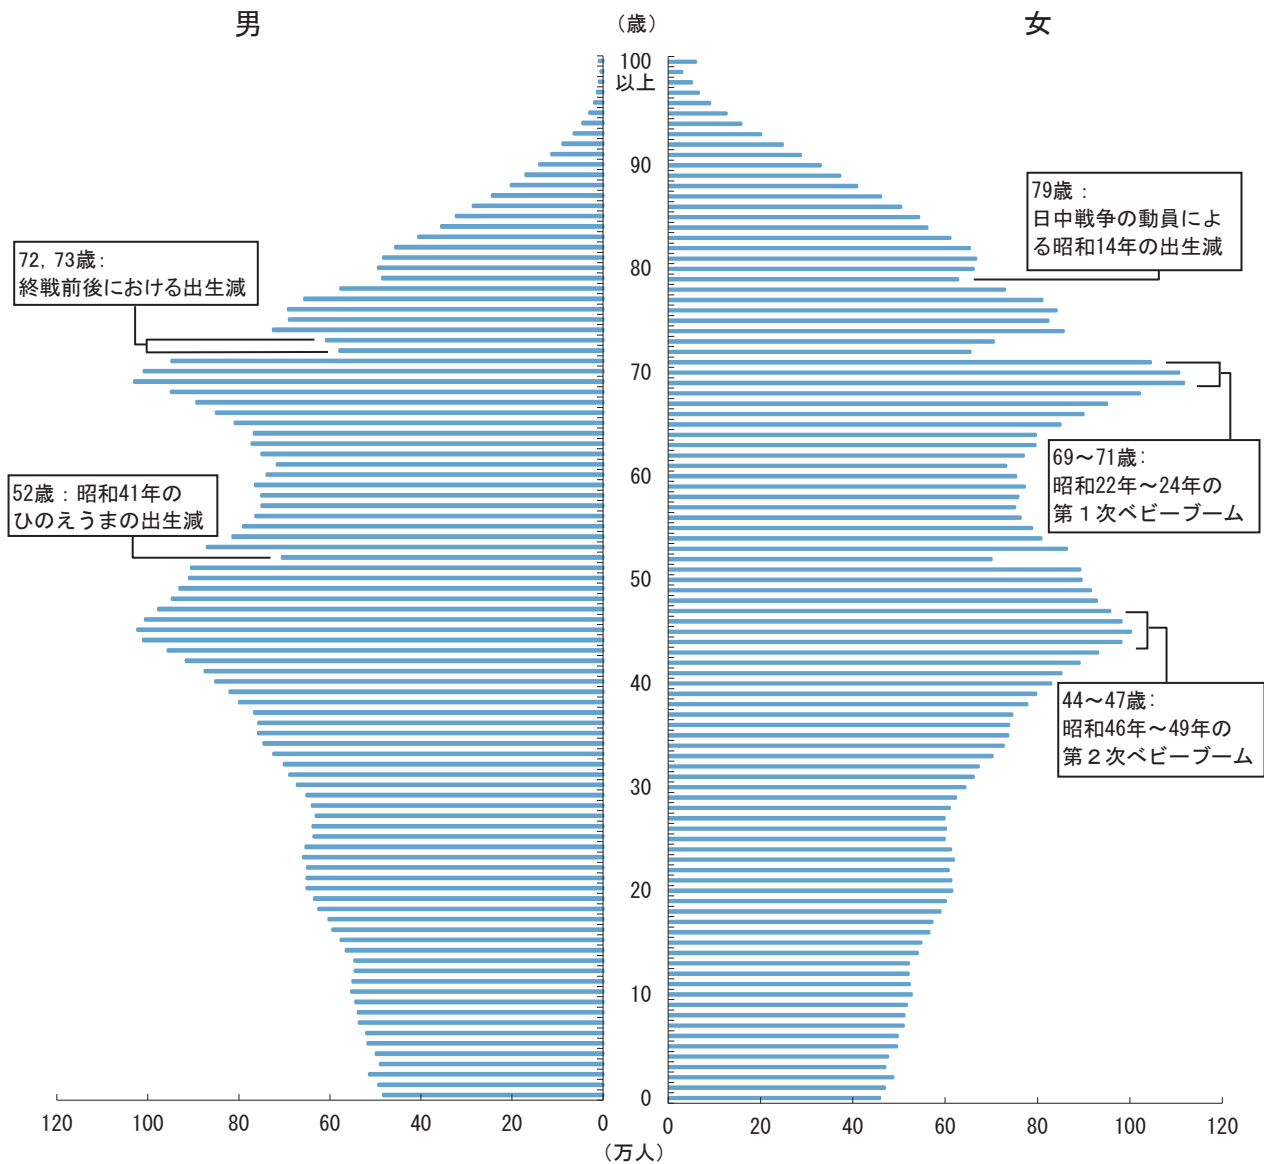 男
(歳)
女
100
以上
90
80
70
60
50
40
30
20
10
0
79歳：
日中戦争の動員によ
る昭和14年の出生減
72, 73歳：
終戦前後における出生減
69～71歳：
昭和22年～24年の
第１次ベビーブーム
52歳：昭和41年の
ひのえうまの出生減
44～47歳：
昭和46年～49年の
第２次ベビーブーム
120 100 80 60 40 20 0
0 20 40 60 80 100 120
(万人)